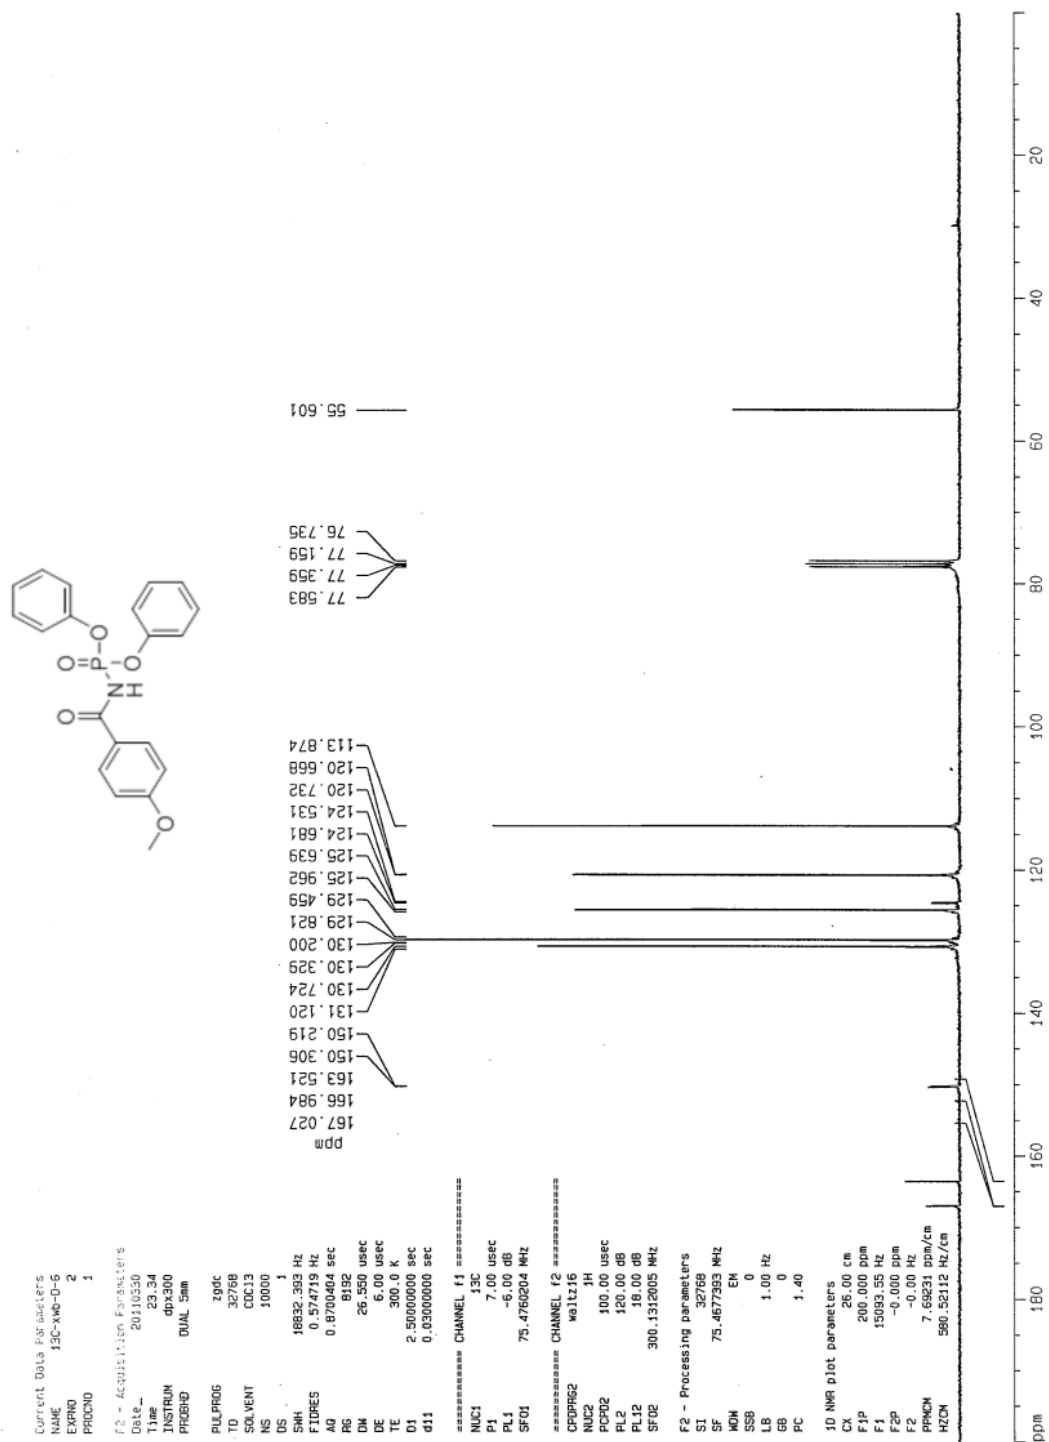 Current Data Parameters
NAME 13C-xwb-D-6
EXPNO 2
PROCNO 1
F2 - Acquisition Parameters
Date_ 20110330
Time 23.34
INSTRUM dpx300
PROBHD DUAL 5mm
PULPROG zgdc
TD 32768
SOLVENT CDCl3
NS 10000
DS 1
SWH 18832.393 Hz
FIDRES 0.574719 Hz
AQ 0.8700404 sec
RG 8192
DW 26.550 usec
DE 6.00 usec
TE 300.0 K
D1 2.50000000 sec
d11 0.03000000 sec
========== CHANNEL f1 ==========
NUC1 13C
P1 7.00 usec
PL1 -6.00 dB
SFO1 75.4760204 MHz
========== CHANNEL f2 ==========
CPDPRG2 waltz16
NUC2 1H
PCPD2 100.00 usec
PL2 120.00 dB
PL12 18.00 dB
SFO2 300.1312005 MHz
F2 - Processing parameters
SI 32768
SF 75.4677393 MHz
WDW EM
SSB 0
LB 1.00 Hz
GB 0
PC 1.40
1D NMR plot parameters
CX 26.00 cm
F1P 200.000 ppm
F1 15093.55 Hz
F2P -0.000 ppm
F2 -0.00 Hz
PPMCM 7.69231 ppm/cm
HZCM 580.52112 Hz/cm
ppm
167.027
166.984
163.521
150.306
150.219
131.120
130.724
130.329
130.200
129.821
129.459
125.962
125.639
124.681
124.531
120.732
120.668
113.874
77.583
77.359
77.159
76.735
55.601
O
O
NH
O=P-O
O
ppm 180 160 140 120 100 80 60 40 20